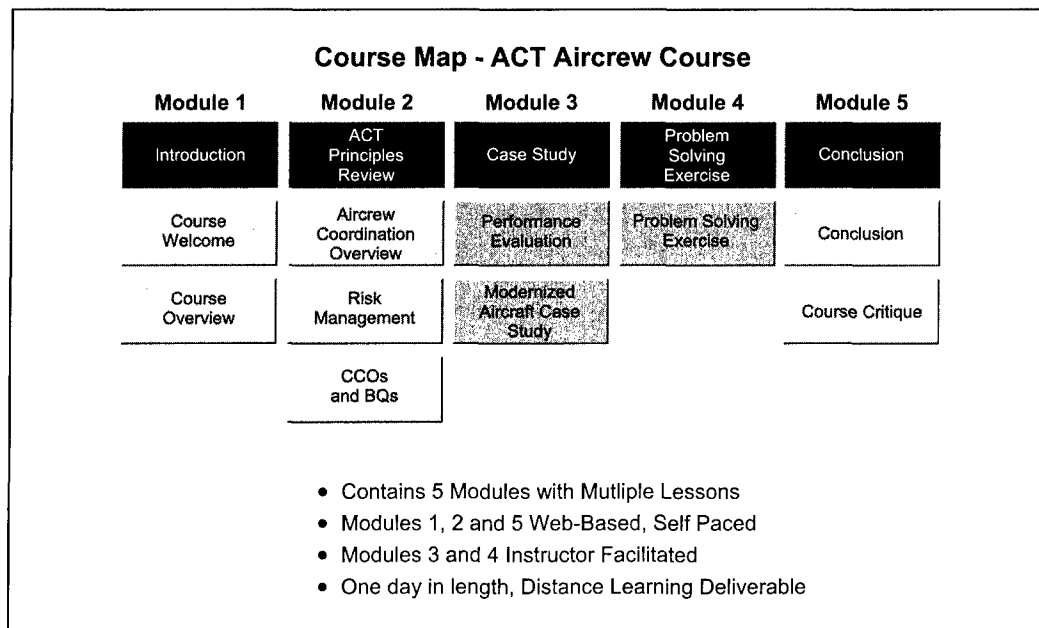 Course Map - ACT Aircrew Course
Module 1
Module 2
Module 3
Module 4
Module 5
Introduction
ACT
Principles
Review
Case Study
Problem
Solving
Exercise
Conclusion
Course
Welcome
Aircrew
Coordination
Overview
Performance
Evaluation
Problem Solving
Exercise
Conclusion
Course
Overview
Risk
Management
Modernized
Aircraft Case
Study
Course Critique
CCOs
and BQs
• Contains 5 Modules with Mutliple Lessons
• Modules 1, 2 and 5 Web-Based, Self Paced
• Modules 3 and 4 Instructor Facilitated
• One day in length, Distance Learning Deliverable